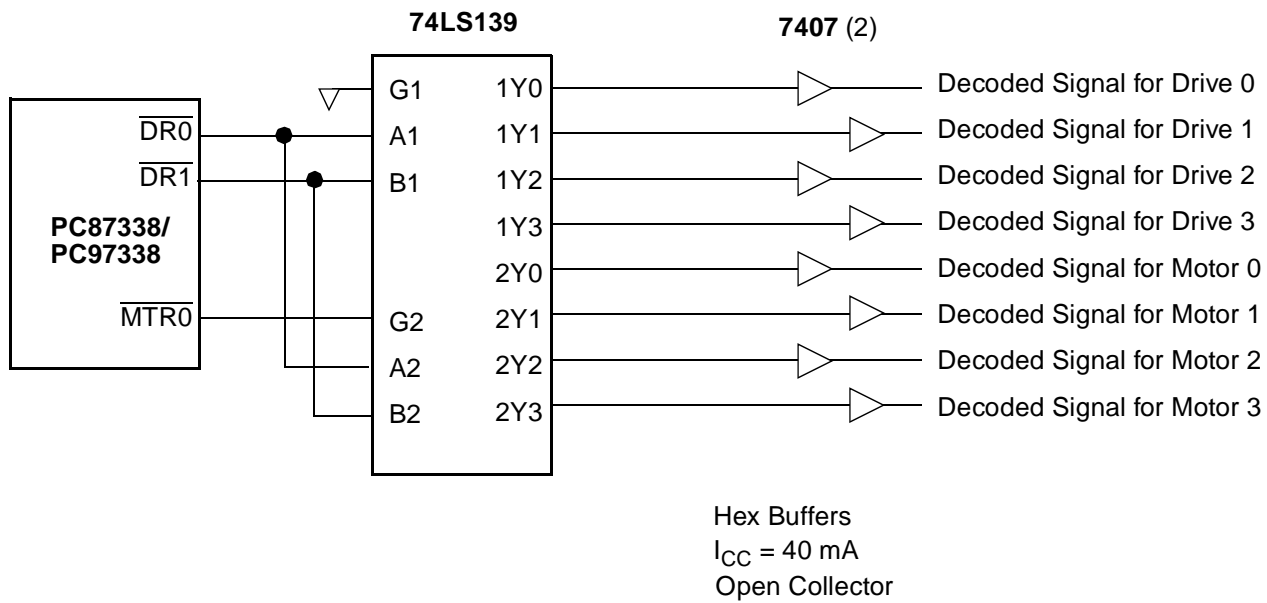 74LS139
7407 (2)
G1 1Y0 Decoded Signal for Drive 0
DR0 A1 1Y1 Decoded Signal for Drive 1
DR1 B1 1Y2 Decoded Signal for Drive 2
PC87338/
PC97338
1Y3 Decoded Signal for Drive 3
2Y0 Decoded Signal for Motor 0
MTR0 G2 2Y1 Decoded Signal for Motor 1
A2 2Y2 Decoded Signal for Motor 2
B2 2Y3 Decoded Signal for Motor 3
Hex Buffers
ICC = 40 mA
Open Collector